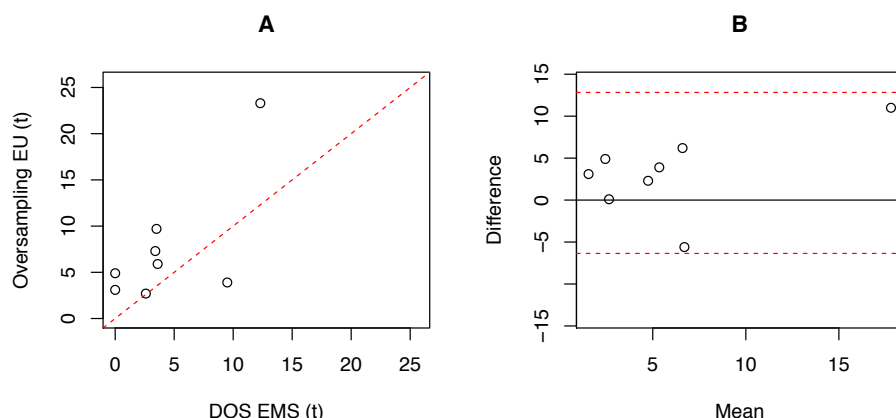 A
Oversampling EU (t)
25
20
15
10
5
0
0 5 10 15 20 25
DOS EMS (t)
B
Difference
15
10
5
0
−5
−15
5 10 15
Mean